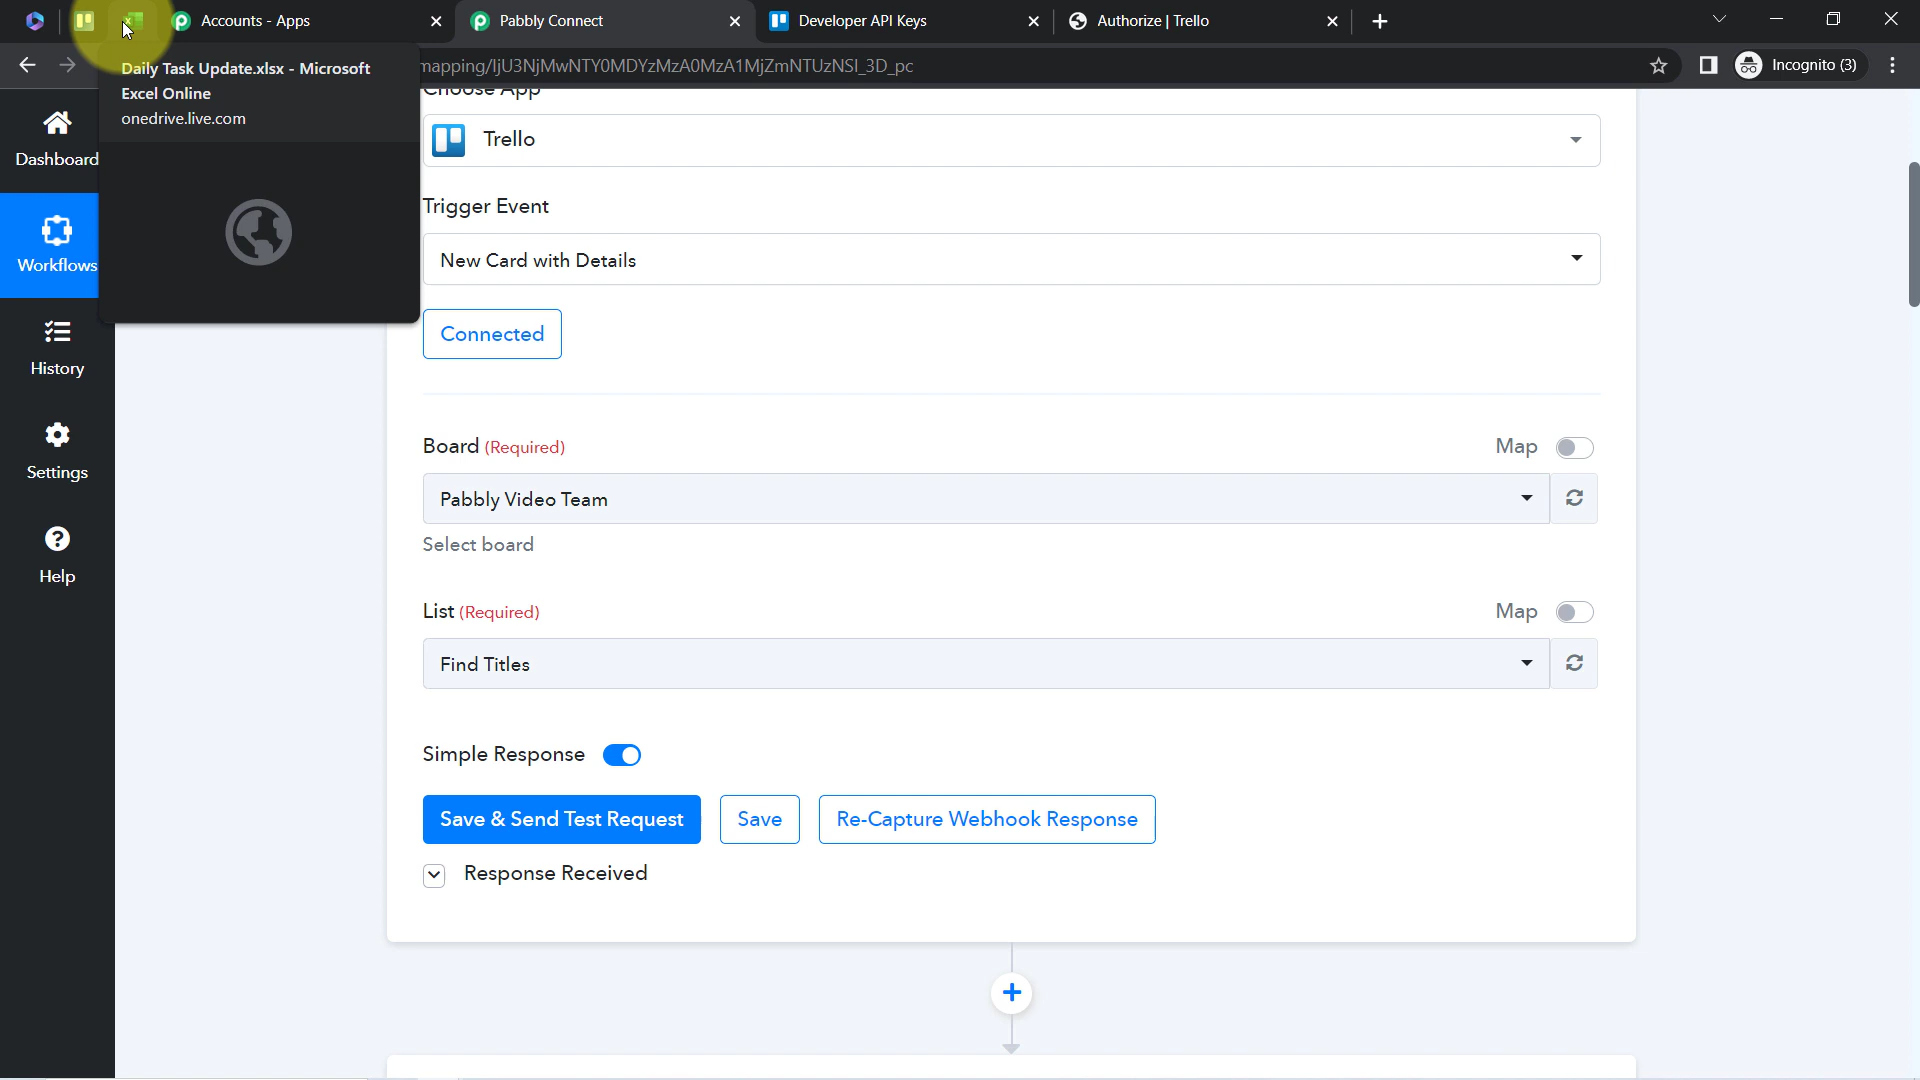 Accounts - Apps
Pabbly Connect
Developer API Keys
Authorize | Trello
Daily Task Update.xlsx - Microsoft
Excel Online
onedrive.live.com
mapping/IjU3NjMwNTY0MDYzMzA0MzA1MjZmNTUzNSI_3D_pc
Incognito (3)
Dashboard
Workflows
History
Settings
Help
Choose App
Trello
Trigger Event
New Card with Details
Connected
Board (Required)
Map
Pabbly Video Team
Select board
List (Required)
Map
Find Titles
Simple Response
Save & Send Test Request
Save
Re-Capture Webhook Response
Response Received